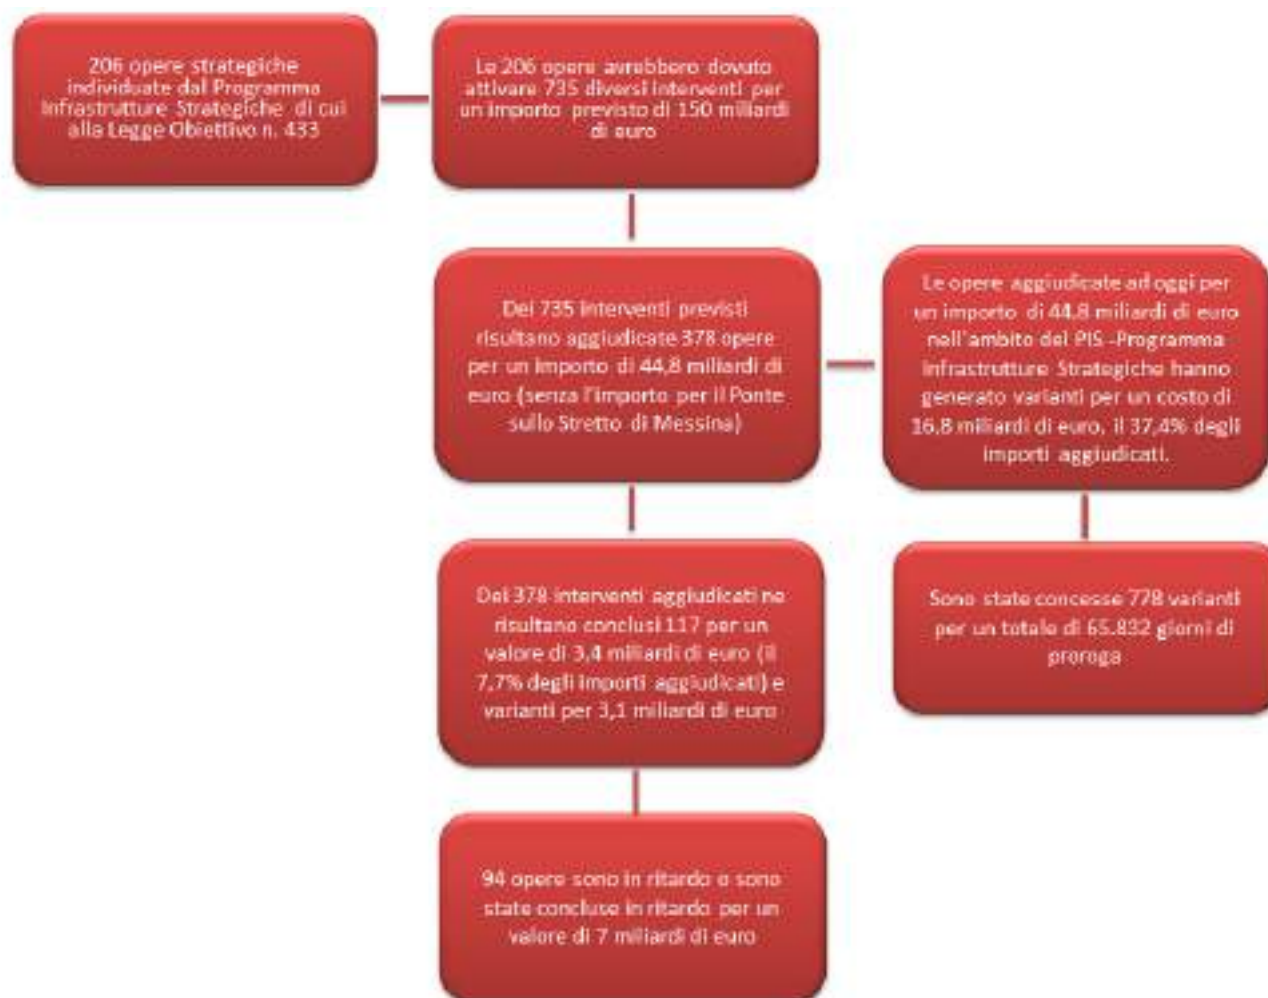 206 opere strategiche
individuate dal Programma
Infrastrutture Strategiche di cui
alla Legge Obiettivo n. 433
Le 206 opere avrebbero dovuto
attivare 735 diversi interventi per
un importo previsto di 150 miliardi
di euro
Dei 735 interventi previsti
risultano aggiudicate 378 opere
per un importo di 44,8 miliardi di
euro (senza l'importo per il Ponte
sullo Stretto di Messina)
Le opere aggiudicate ad oggi per
un importo di 44,8 miliardi di euro
nell'ambito del PIS -Programma
Infrastrutture Strategiche hanno
generato varianti per un costo di
16,8 miliardi di euro, il 37,4% degli
importi aggiudicati.
Dei 378 interventi aggiudicati ne
risultano conclusi 117 per un
valore di 3,4 miliardi di euro (il
7,7% degli importi aggiudicati) e
varianti per 3,1 miliardi di euro
Sono state concesse 778 varianti
per un totale di 65.832 giorni di
proroga
94 opere sono in ritardo o sono
state concluse in ritardo per un
valore di 7 miliardi di euro